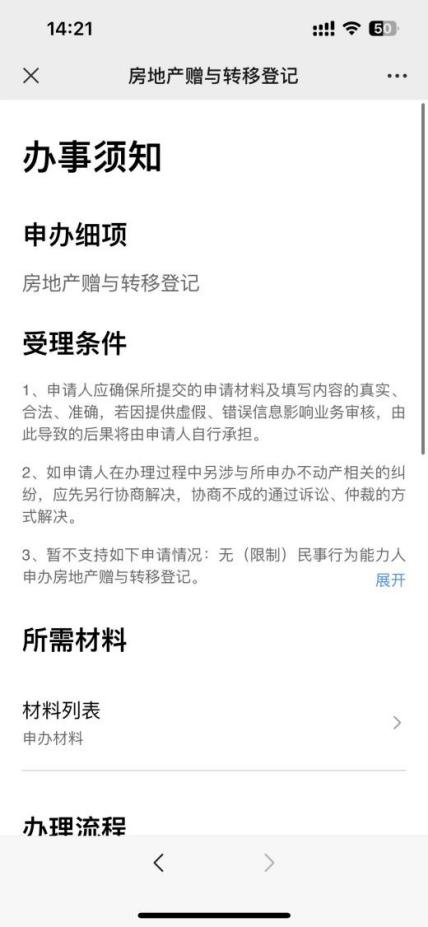 14:21
50
房地产赠与转移登记
办事须知
申办细项
房地产赠与转移登记
受理条件
1、申请人应确保所提交的申请材料及填写内容的真实、
合法、准确，若因提供虚假、错误信息影响业务审核，由
此导致的后果将由申请人自行承担。
2、如申请人在办理过程中另涉与所申办不动产相关的纠
纷，应先另行协商解决，协商不成的通过诉讼、仲裁的方
式解决。
3、暂不支持如下申请情况：无（限制）民事行为能力人
申办房地产赠与转移登记。
展开
所需材料
材料列表
申办材料
办理流程